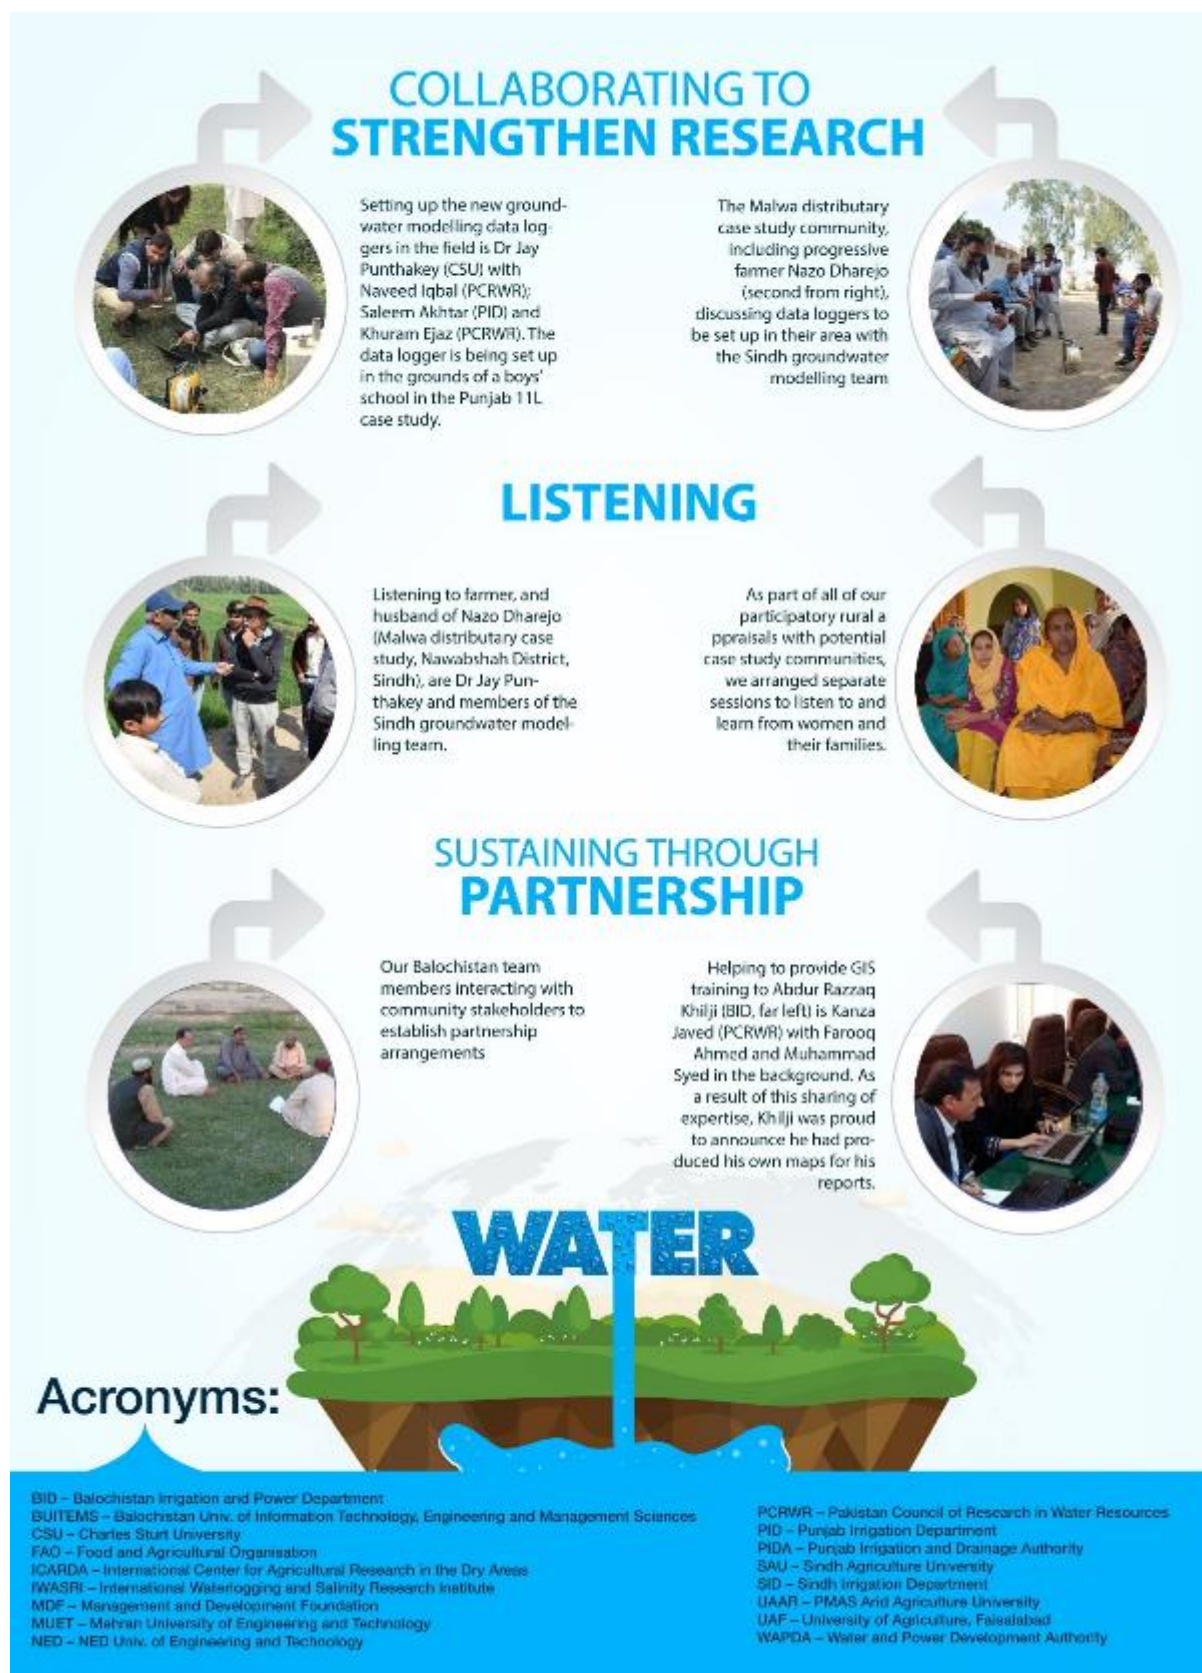 COLLABORATING TO
STRENGTHEN RESEARCH
Setting up the new ground-
water modelling data log-
gers in the field is Dr Jay
Punthakey (CSU) with
Naveed Iqbal (PCRWR);
Saleem Akhtar (PID) and
Khuram Ejaz (PCRWR). The
data logger is being set up
in the grounds of a boys'
school in the Punjab 11L
case study.
The Malwa distributary
case study community,
including progressive
farmer Nazo Dharejo
(second from right),
discussing data loggers to
be set up in their area with
the Sindh groundwater
modelling team
LISTENING
Listening to farmer, and
husband of Nazo Dharejo
(Malwa distributary case
study, Nawabshah District,
Sindh), are Dr Jay Pun-
thakey and members of the
Sindh groundwater model-
ling team.
As part of all of our
participatory rural a
ppraisals with potential
case study communities,
we arranged separate
sessions to listen to and
learn from women and
their families.
SUSTAINING THROUGH
PARTNERSHIP
Our Balochistan team
members interacting with
community stakeholders to
establish partnership
arrangements
Helping to provide GIS
training to Abdur Razzaq
Khilji (BID, far left) is Kanza
Javed (PCRWR) with Farooq
Ahmed and Muhammad
Syed in the background. As
a result of this sharing of
expertise, Khilji was proud
to announce he had pro-
duced his own maps for his
reports.
WATER
Acronyms:
BID – Balochistan Irrigation and Power Department
BUITEMS – Balochistan Univ. of Information Technology, Engineering and Management Sciences
CSU – Charles Sturt University
FAO – Food and Agricultural Organisation
ICARDA – International Center for Agricultural Research in the Dry Areas
IWASRI – International Waterlogging and Salinity Research Institute
MDF – Management and Development Foundation
MUET – Mehran University of Engineering and Technology
NED – NED Univ. of Engineering and Technology
PCRWR – Pakistan Council of Research in Water Resources
PID – Punjab Irrigation Department
PIDA – Punjab Irrigation and Drainage Authority
SAU – Sindh Agriculture University
SID – Sindh Irrigation Department
UAAR – PMAS Arid Agriculture University
UAF – University of Agriculture, Faisalabad
WAPDA – Water and Power Development Authority